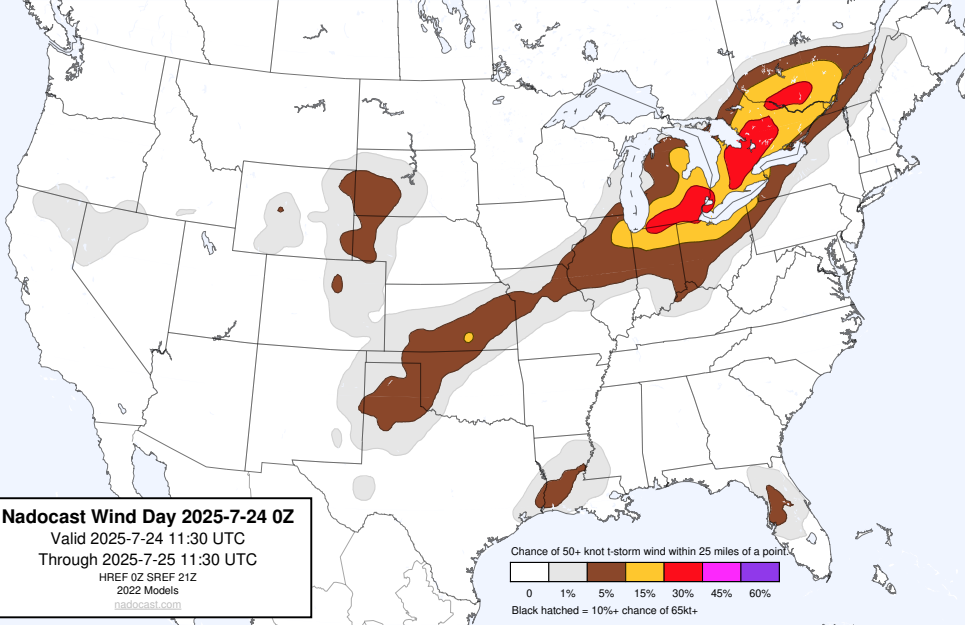 Nadocast Wind Day 2025-7-24 0Z
Valid 2025-7-24 11:30 UTC
Through 2025-7-25 11:30 UTC
HREF 0Z SREF 21Z
2022 Models
nadocast.com
Chance of 50+ knot t-storm wind within 25 miles of a point.
0 1% 5% 15% 30% 45% 60%
Black hatched = 10%+ chance of 65kt+